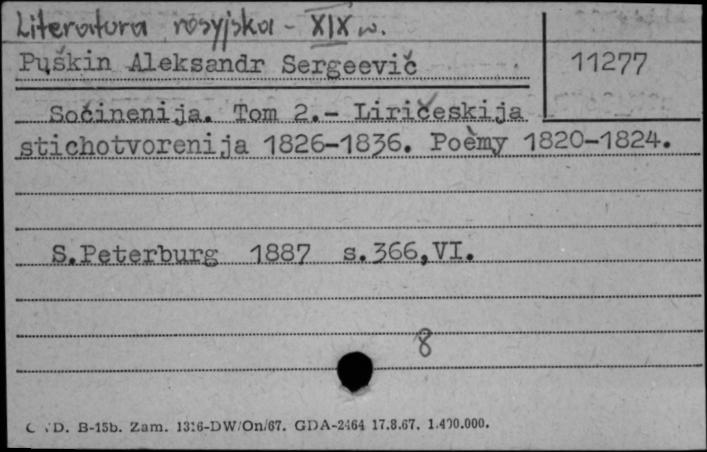 Literatura rosyjska - XIX w.
Puškin Aleksandr Sergeevič
11277
Sočinenija. Tom 2.- Liričeskija
stichotvorenija 1826-1836. Poèmy 1820-1824.
S.Peterburg 1887 s.366,VI.
8
D. B-15b. Zam. 1316-DW/On/67. GDA-2464 17.8.67. 1.400.000.